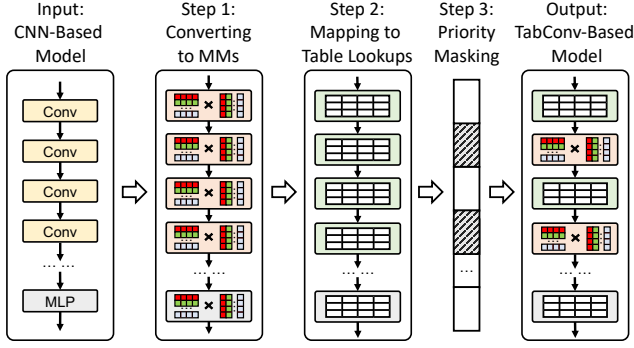 Input:
CNN-Based
Model
Step 1:
Converting
to MMs
Step 2:
Mapping to
Table Lookups
Step 3:
Priority
Masking
Output:
TabConv-Based
Model
Conv
Conv
Conv
Conv
... ...
MLP
×
...
×
...
×
...
×
...
... ...
×
...
... ...
...
×
...
×
...
... ...